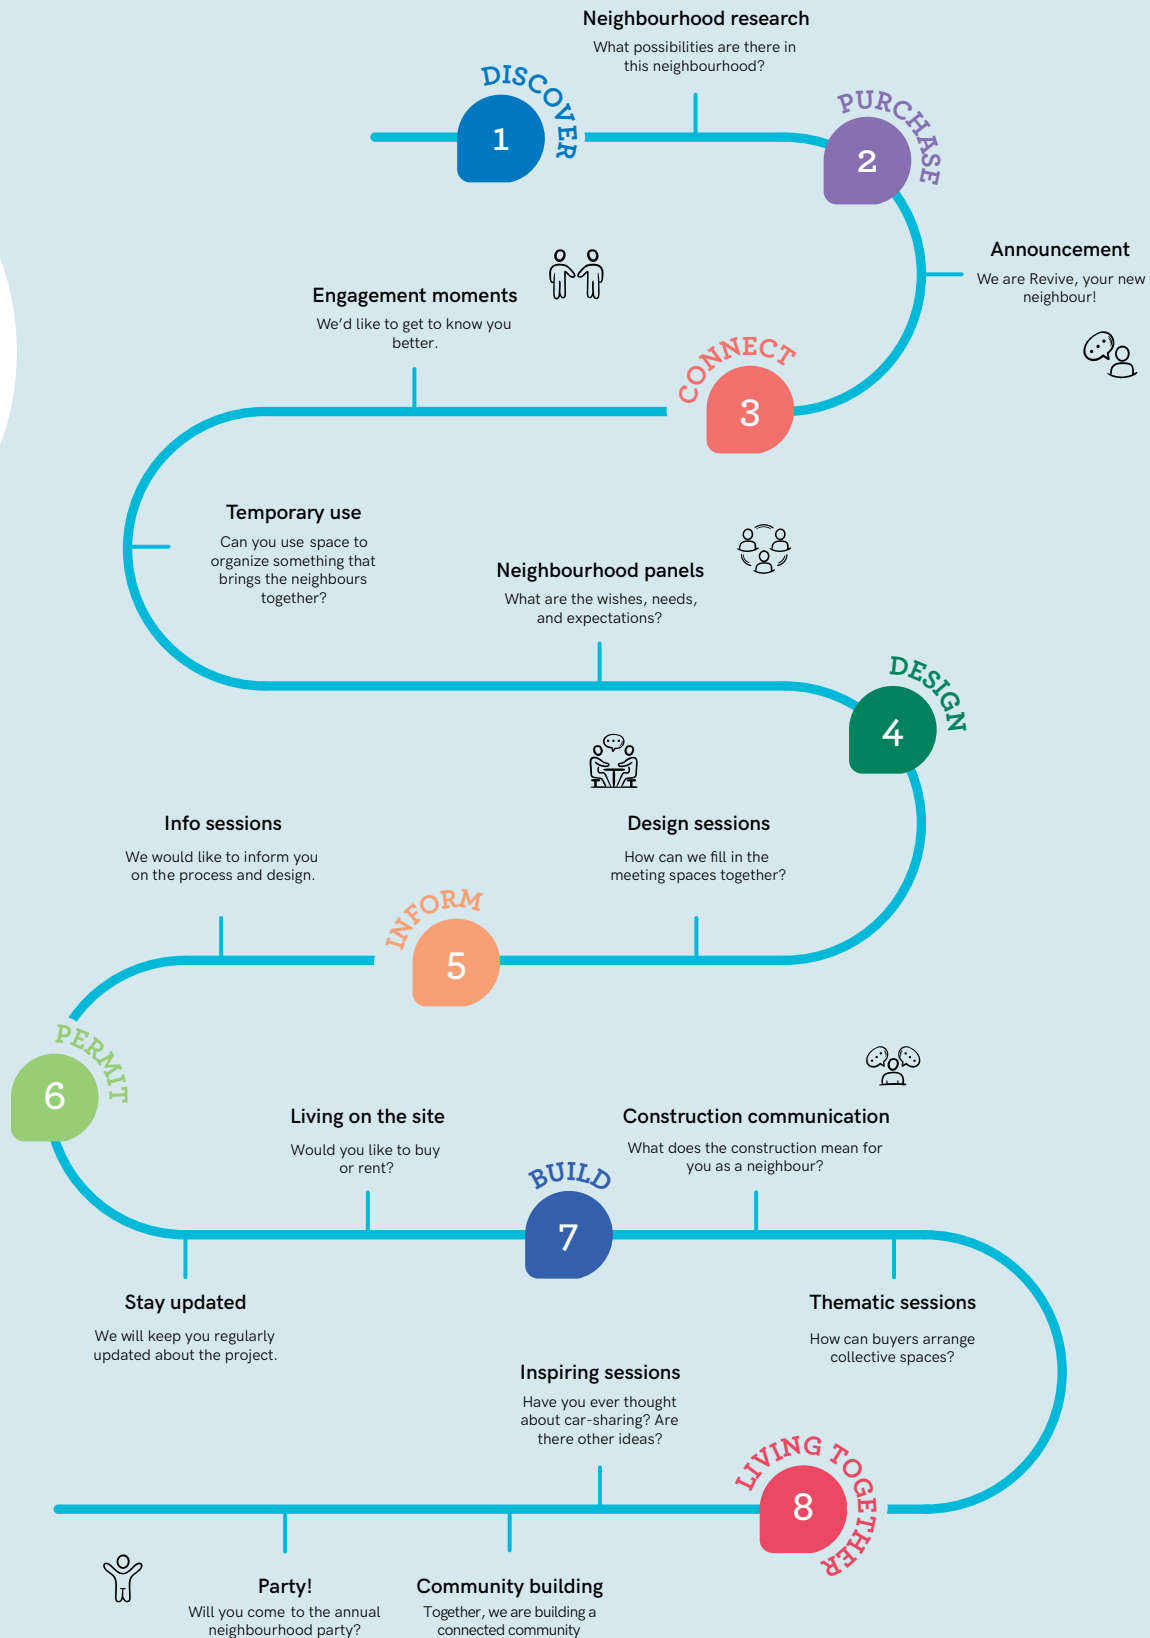 Neighbourhood research
What possibilities are there in
this neighbourhood?
DISCOVER
1
PURCHASE
2
Announcement
We are Revive, your new
neighbour!
Engagement moments
We’d like to get to know you
better.
CONNECT
3
Temporary use
Can you use space to
organize something that
brings the neighbours
together?
Neighbourhood panels
What are the wishes, needs,
and expectations?
DESIGN
4
Design sessions
How can we fill in the
meeting spaces together?
INFORM
5
Info sessions
We would like to inform you
on the process and design.
PERMIT
6
Stay updated
We will keep you regularly
updated about the project.
Living on the site
Would you like to buy
or rent?
BUILD
7
Construction communication
What does the construction mean for
you as a neighbour?
Thematic sessions
How can buyers arrange
collective spaces?
LIVING TOGETHER
8
Inspiring sessions
Have you ever thought
about car-sharing? Are
there other ideas?
Community building
Together, we are building a
connected community
Party!
Will you come to the annual
neighbourhood party?